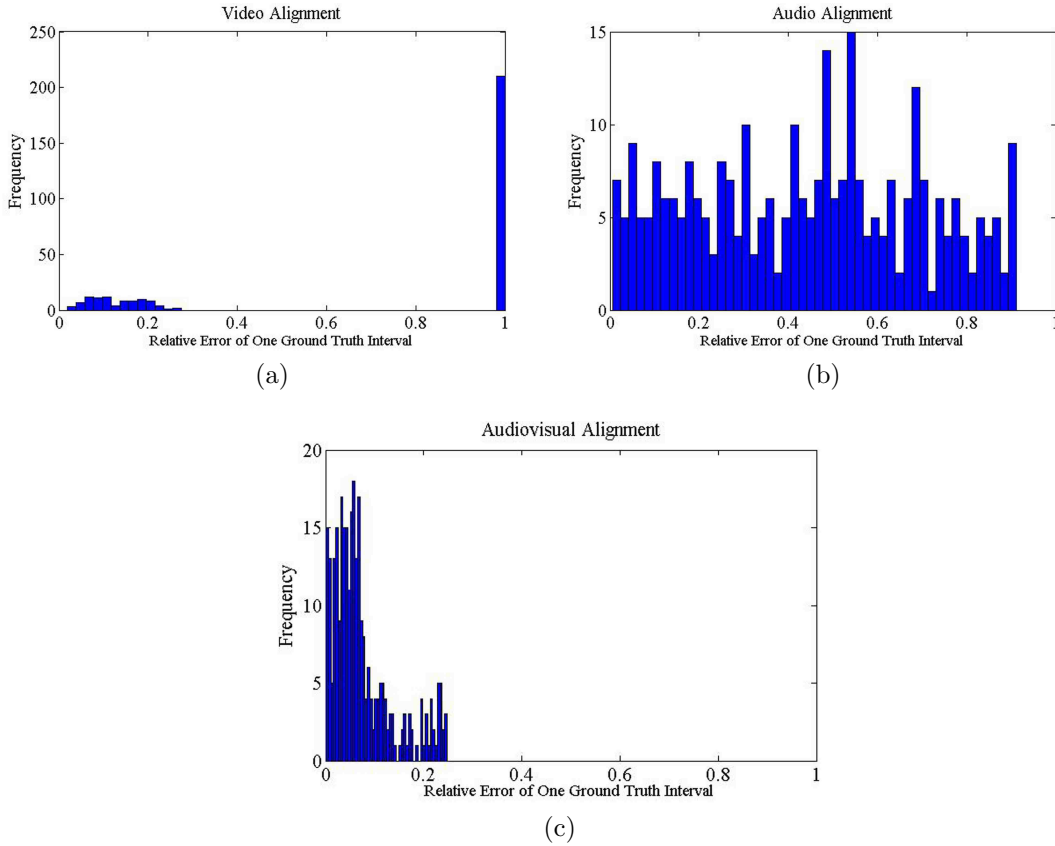 Video Alignment
250
200
150
100
50
0
Frequency
0 0.2 0.4 0.6 0.8 1
Relative Error of One Ground Truth Interval
(a)
Audio Alignment
15
10
5
0
Frequency
0 0.2 0.4 0.6 0.8 1
Relative Error of One Ground Truth Interval
(b)
Audiovisual Alignment
20
15
10
5
0
Frequency
0 0.2 0.4 0.6 0.8 1
Relative Error of One Ground Truth Interval
(c)